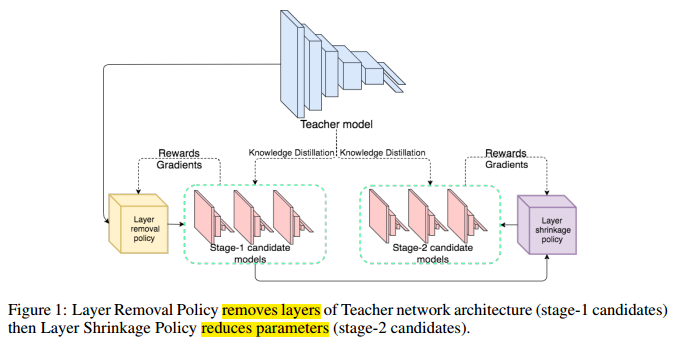 Teacher model
Rewards
Gradients
Knowledge Distillation
Knowledge Distillation
Rewards
Gradients
Layer
removal
policy
Stage-1 candidate
models
Stage-2 candidate
models
Layer
shrinkage
policy
Figure 1: Layer Removal Policy removes layers of Teacher network architecture (stage-1 candidates)
then Layer Shrinkage Policy reduces parameters (stage-2 candidates).